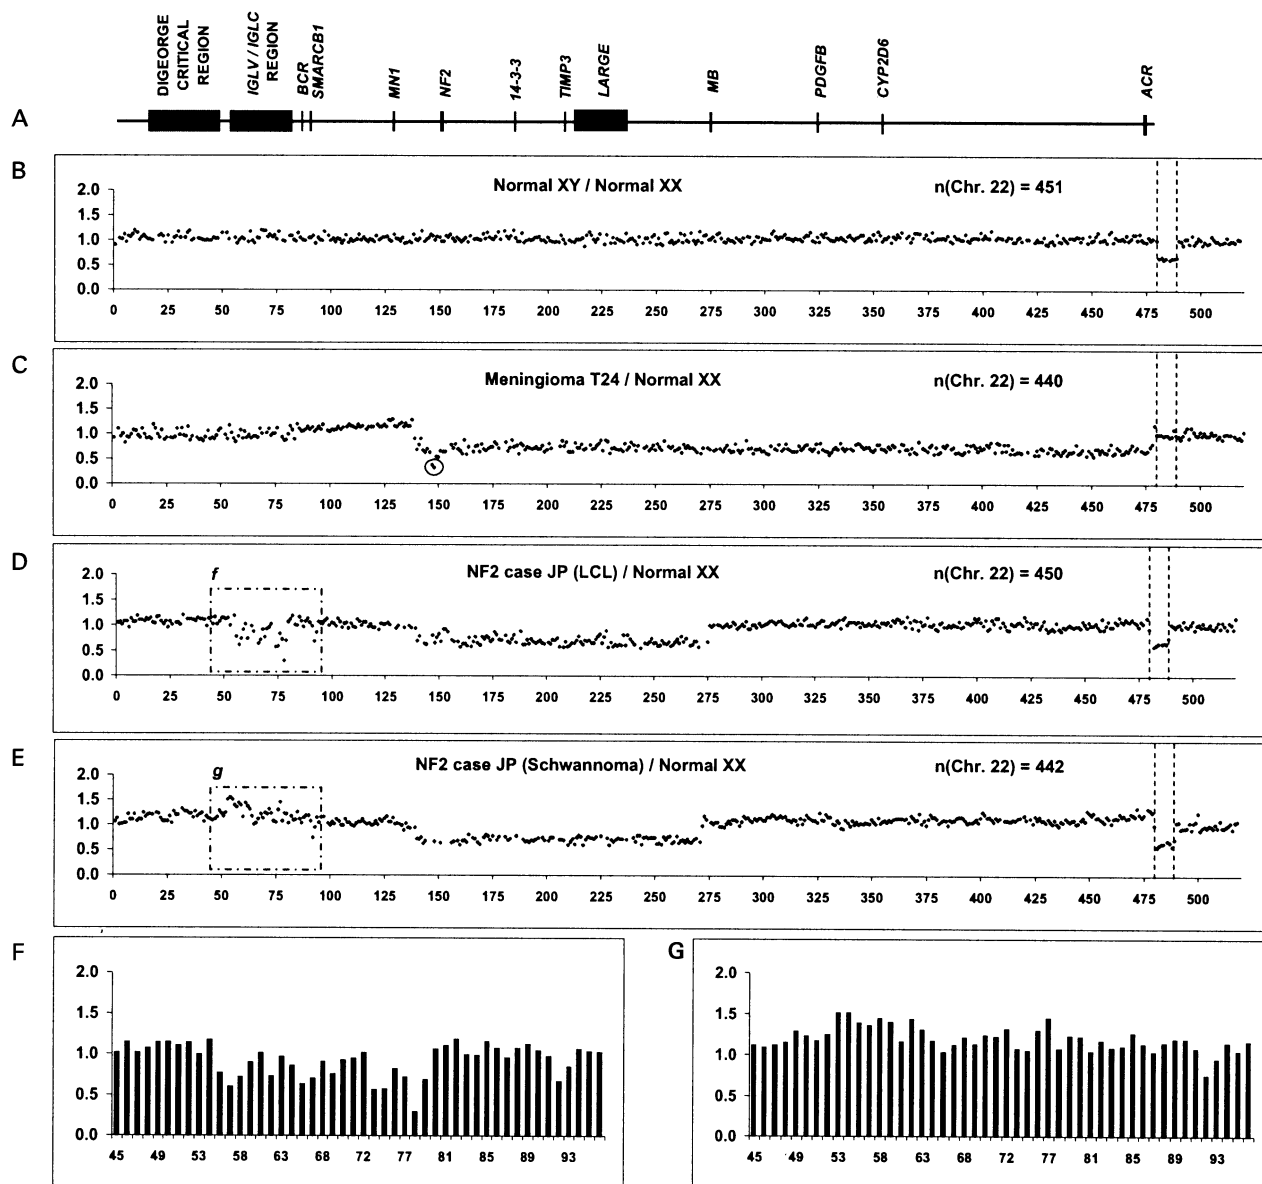 DIGEORGE
CRITICAL
REGION
IGLV / IGLC
REGION
BCR
SMARCB1
MN1
NF2
14-3-3
TIMP3
LARGE
MB
PDGFB
CYP2D6
ACR
A
B
Normal XY / Normal XX
n(Chr. 22) = 451
2.0
1.5
1.0
0.5
0.0
0 25 50 75 100 125 150 175 200 225 250 275 300 325 350 375 400 425 450 475 500
C
Meningioma T24 / Normal XX
n(Chr. 22) = 440
2.0
1.5
1.0
0.5
0.0
0 25 50 75 100 125 150 175 200 225 250 275 300 325 350 375 400 425 450 475 500
D
f
NF2 case JP (LCL) / Normal XX
n(Chr. 22) = 450
2.0
1.5
1.0
0.5
0.0
0 25 50 75 100 125 150 175 200 225 250 275 300 325 350 375 400 425 450 475 500
E
g
NF2 case JP (Schwannoma) / Normal XX
n(Chr. 22) = 442
2.0
1.5
1.0
0.5
0.0
0 25 50 75 100 125 150 175 200 225 250 275 300 325 350 375 400 425 450 475 500
F
2.0
1.5
1.0
0.5
0.0
45 49 53 58 63 68 72 77 85 89 93
G
2.0
1.5
1.0
0.5
0.0
45 49 53 58 63 68 72 77 81 85 89 93